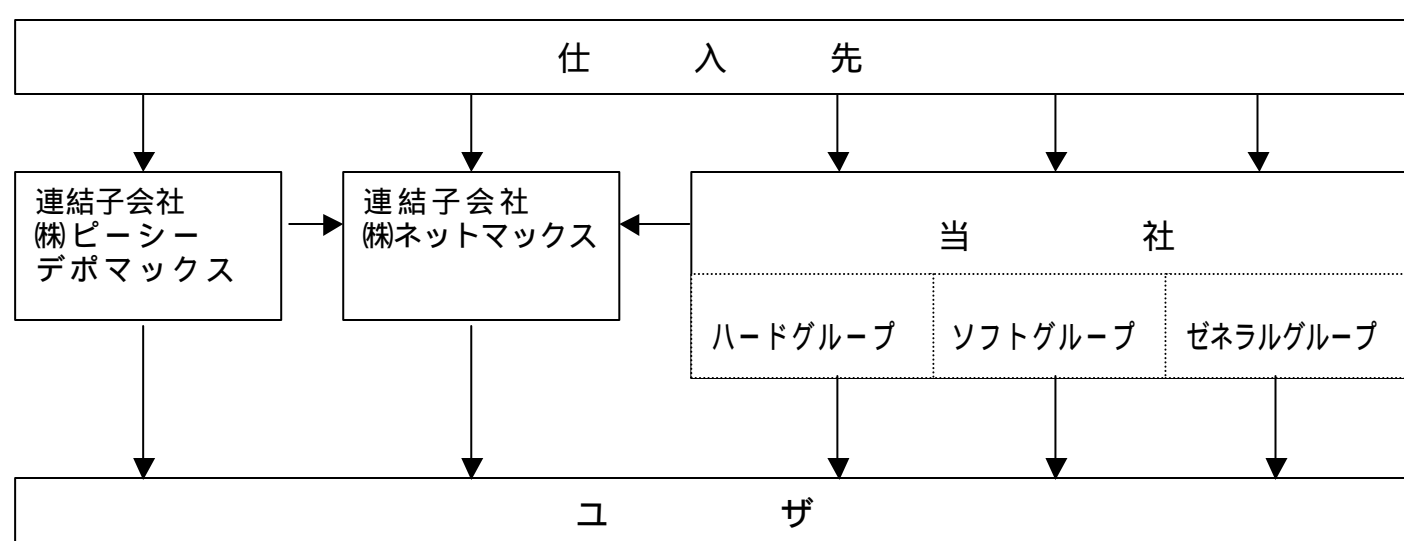 仕入先
連結子会社
㈱ピーシー
デポマックス
連結子会社
㈱ネットマックス
当社
ハードグループ
ソフトグループ
ゼネラルグループ
ユザ